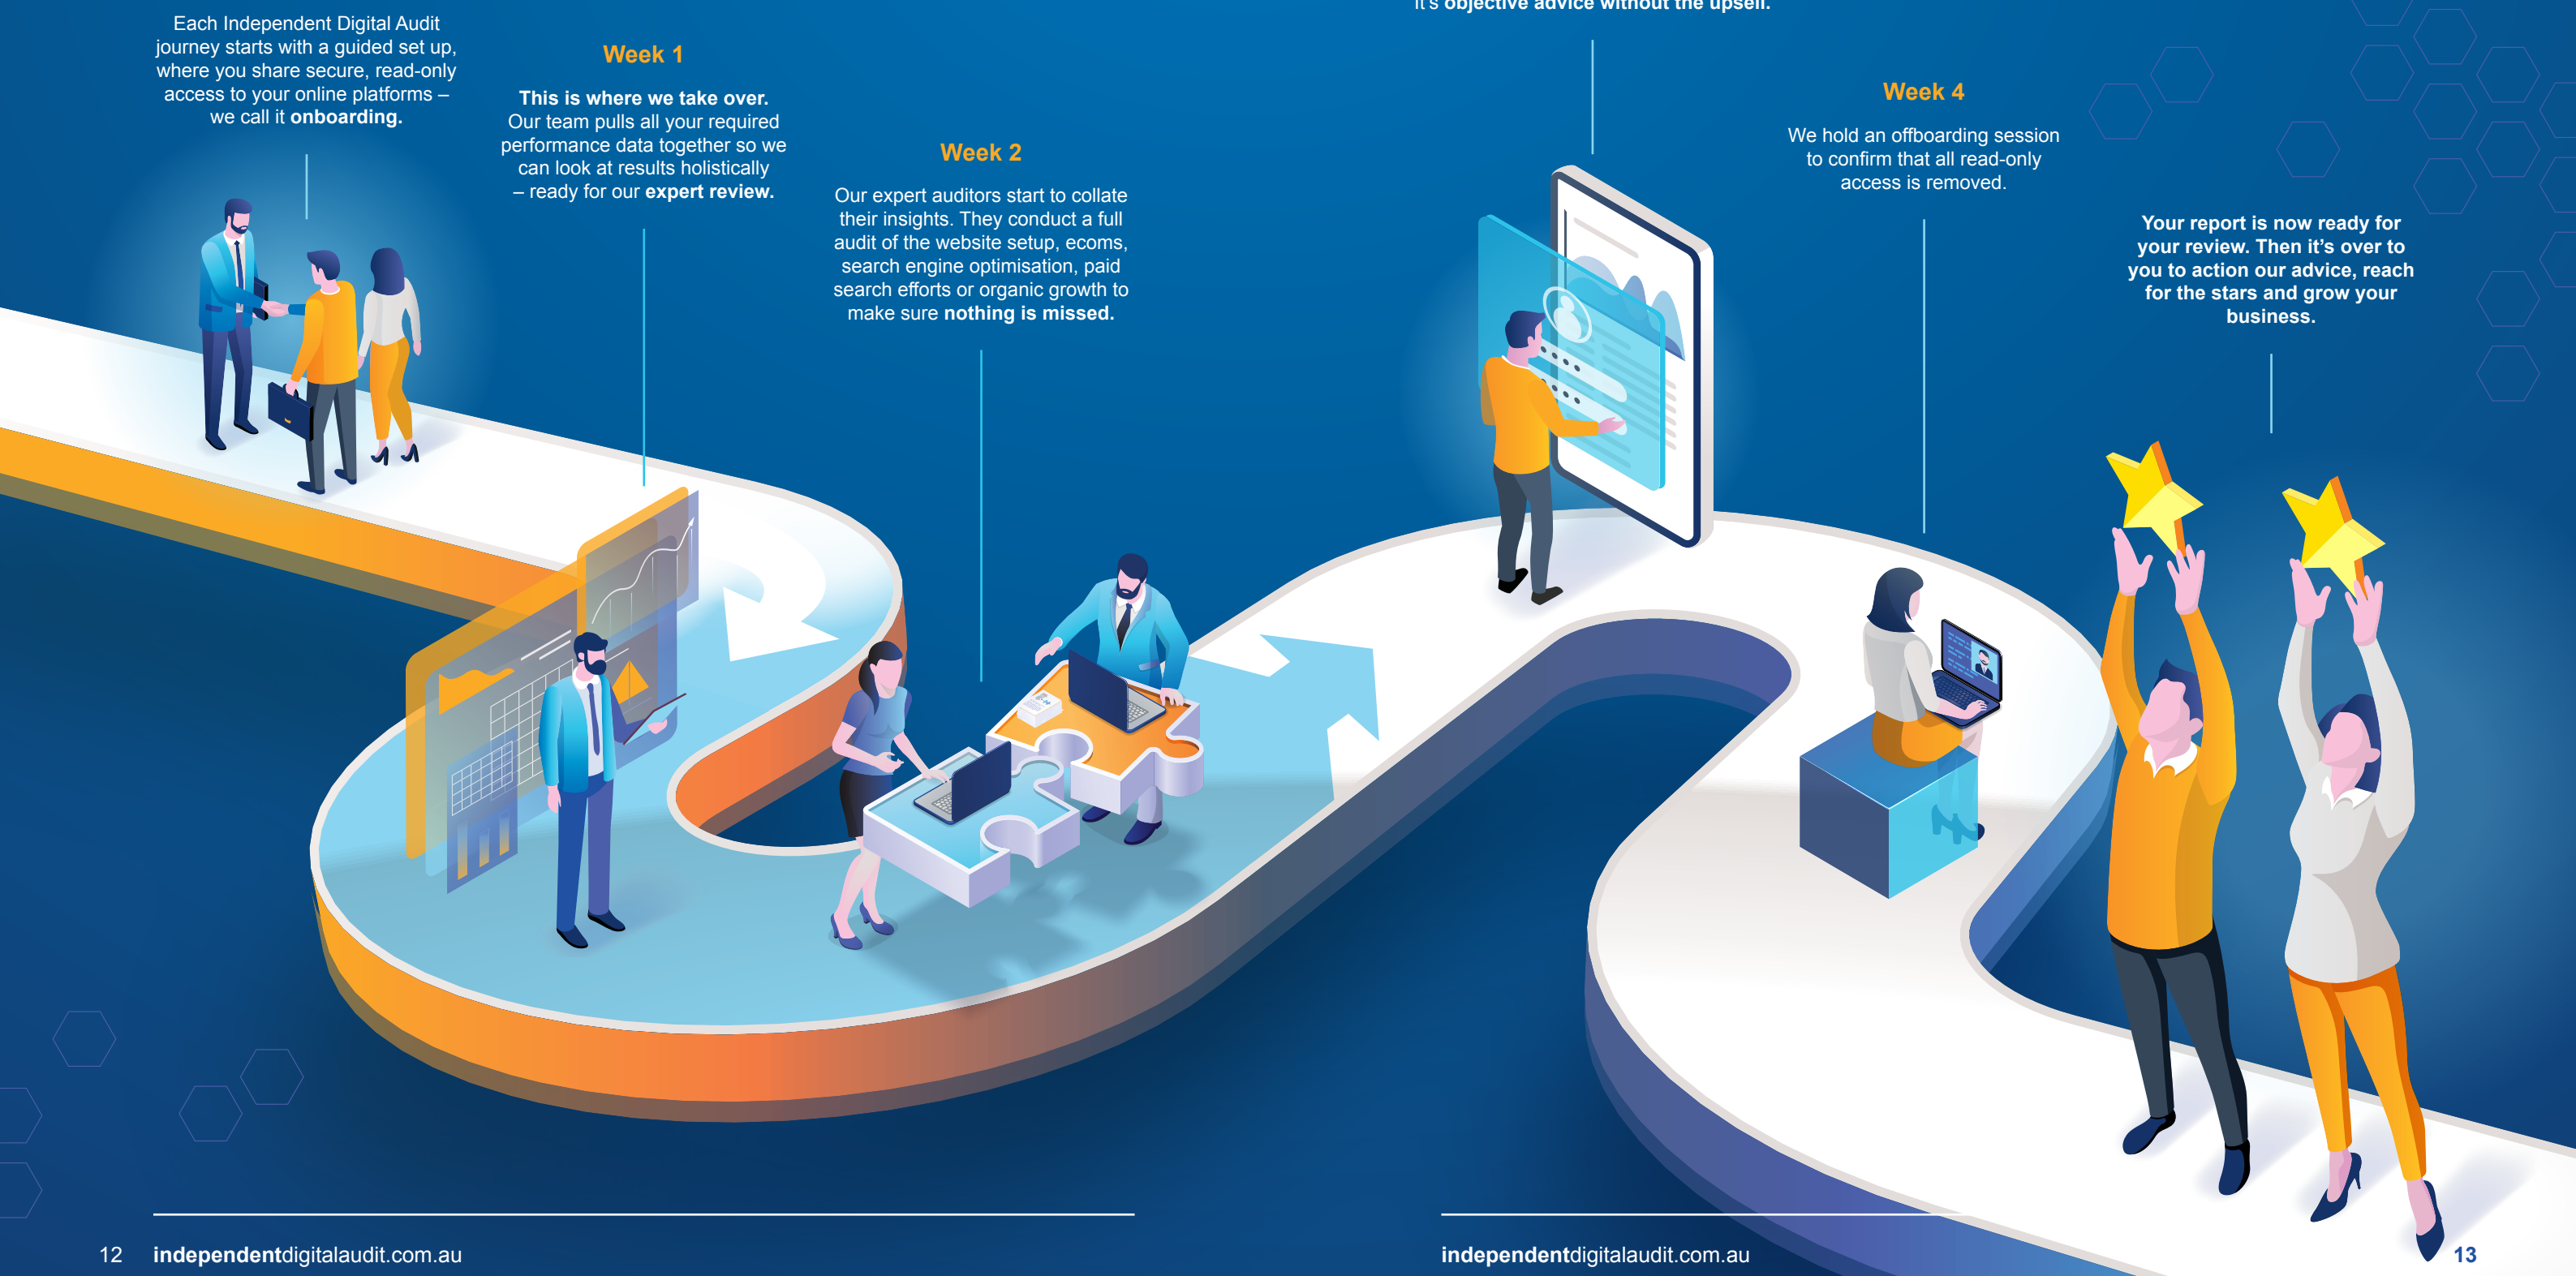 Each Independent Digital Audit
journey starts with a guided set up,
where you share secure, read-only
access to your online platforms –
we call it onboarding.
Week 1
This is where we take over.
Our team pulls all your required
performance data together so we
can look at results holistically
– ready for our expert review.
Week 2
Our expert auditors start to collate
their insights. They conduct a full
audit of the website setup, ecoms,
search engine optimisation, paid
search efforts or organic growth to
make sure nothing is missed.
It's objective advice without the upsell.
Week 4
We hold an offboarding session
to confirm that all read-only
access is removed.
Your report is now ready for
your review. Then it’s over to
you to action our advice, reach
for the stars and grow your
business.
12 independentdigitalaudit.com.au
independentdigitalaudit.com.au 13